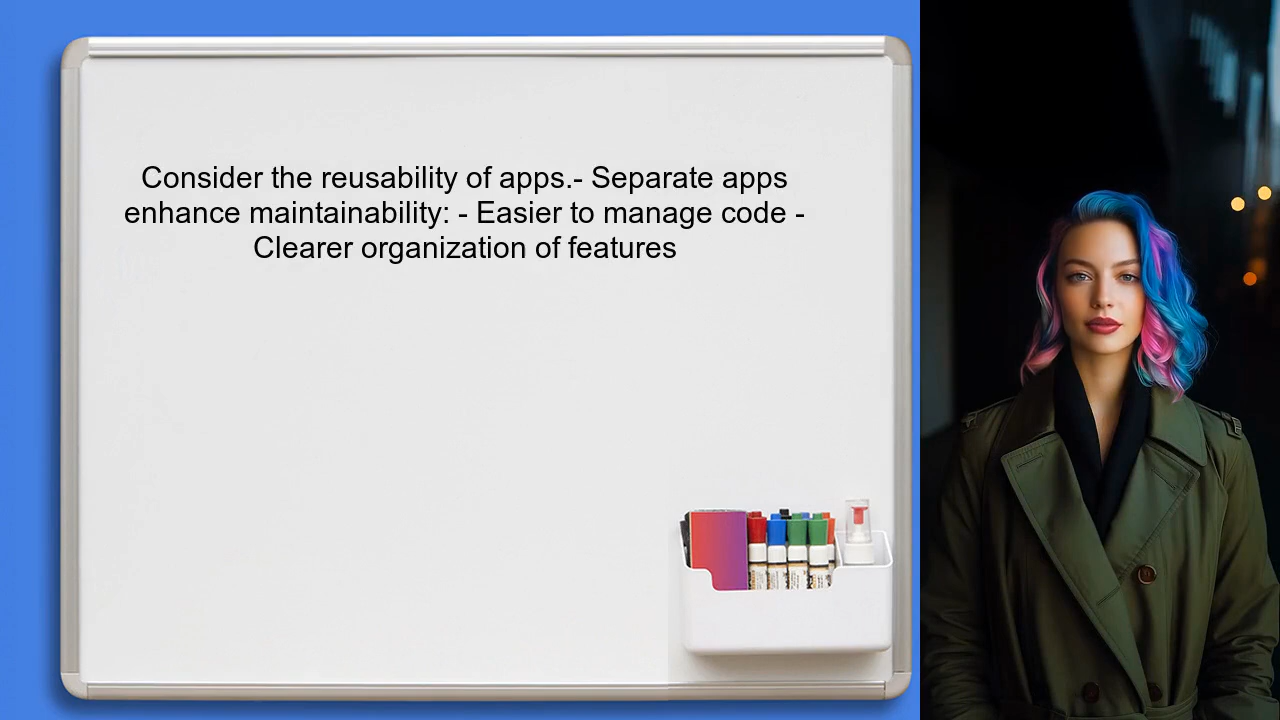 Consider the reusability of apps.- Separate apps
enhance maintainability: - Easier to manage code -
Clearer organization of features